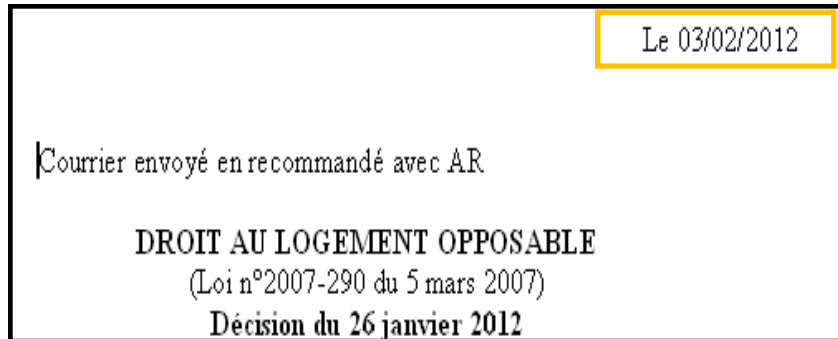 Le 03/02/2012
Courrier envoyé en recommandé avec AR
DROIT AU LOGEMENT OPPOSABLE
(Loi n°2007-290 du 5 mars 2007)
Décision du 26 janvier 2012